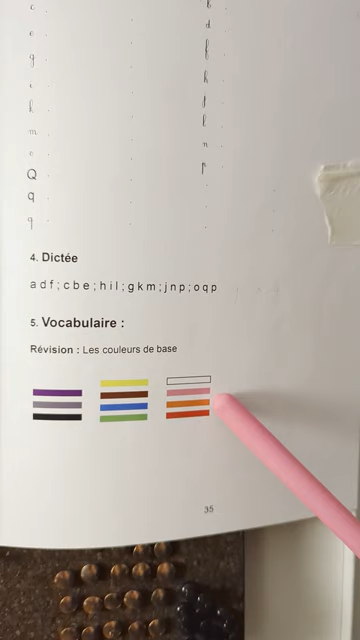 c
b
e
d
g
f
h
k
j
l
m
n
Q
p
q
q
4. Dictée
a d f ; c b e ; h i l ; g k m ; j n p ; o q p
5. Vocabulaire :
Révision : Les couleurs de base
35